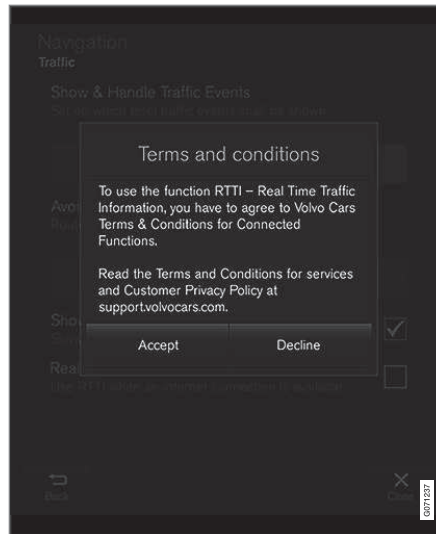 Navigation
Traffic
Show & Handle Traffic Events
Terms and conditions
To use the function RTTI – Real Time Traffic
Information, you have to agree to Volvo Cars
Terms & Conditions for Connected
Functions.
Read the Terms and Conditions for services
and Customer Privacy Policy at
support.volvocars.com.
Accept
Decline
Back
Close
G071237